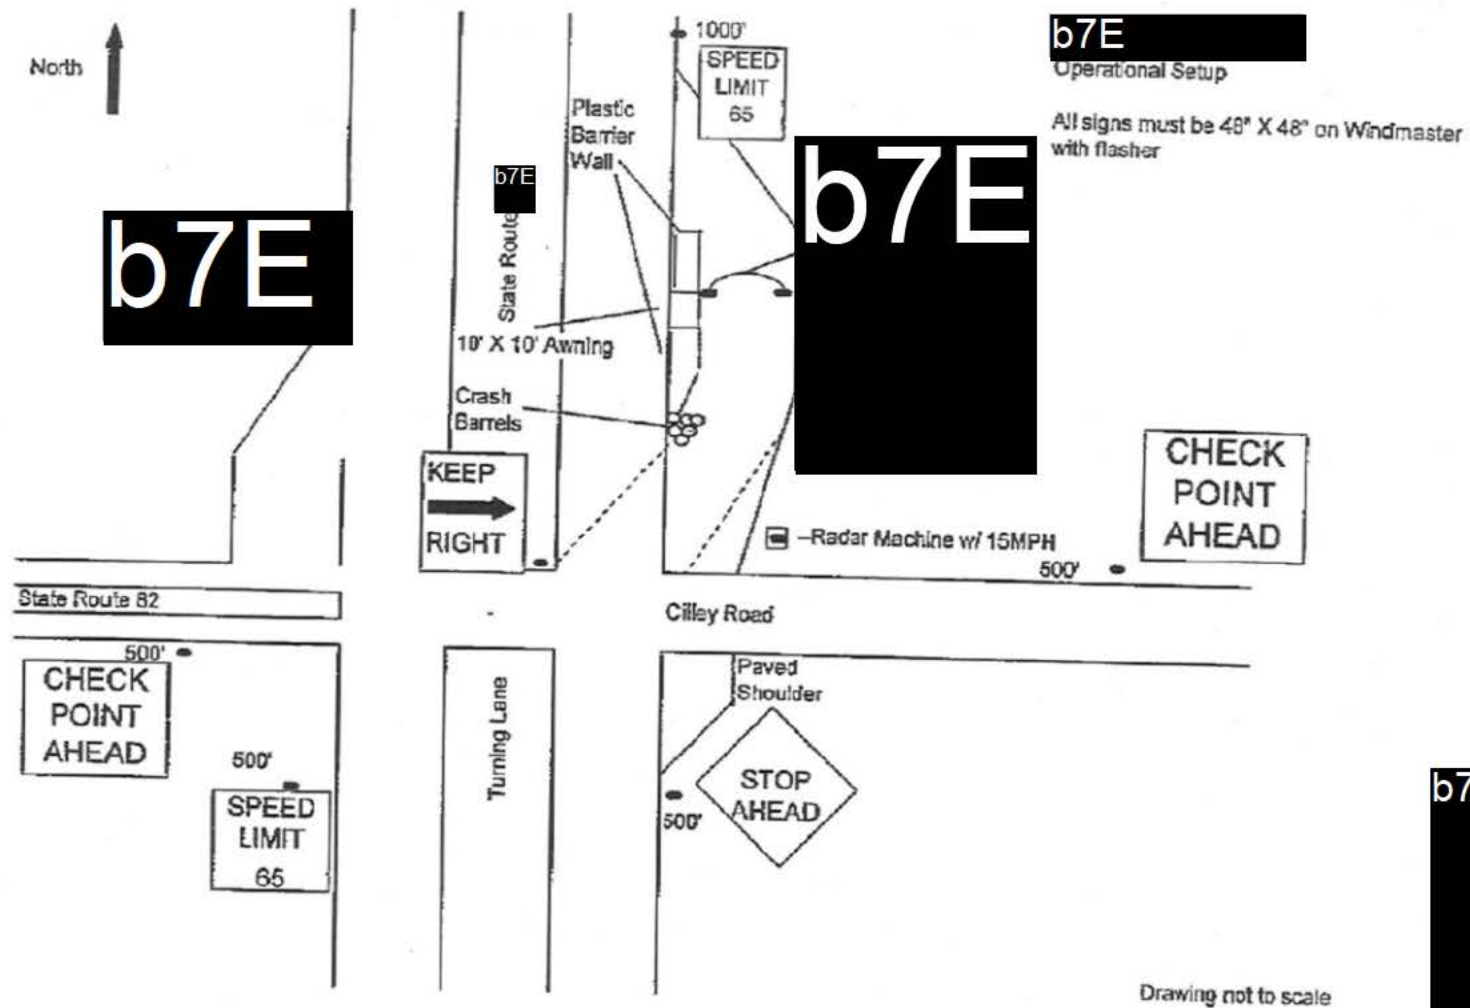 North
1000'
SPEED
LIMIT
65
b7E
Operational Setup
All signs must be 48" X 48" on Windmaster
with flasher
Plastic
Barrier
Wall
b7E
State Route
b7E
b7E
10' X 10' Awning
Crash
Barrels
KEEP
RIGHT
CHECK
POINT
AHEAD
–Radar Machine w/ 15MPH
500'
State Route 82
Cilley Road
500'
CHECK
POINT
AHEAD
500'
SPEED
LIMIT
65
Turning Lane
Paved
Shoulder
STOP
AHEAD
500'
b7
Drawing not to scale